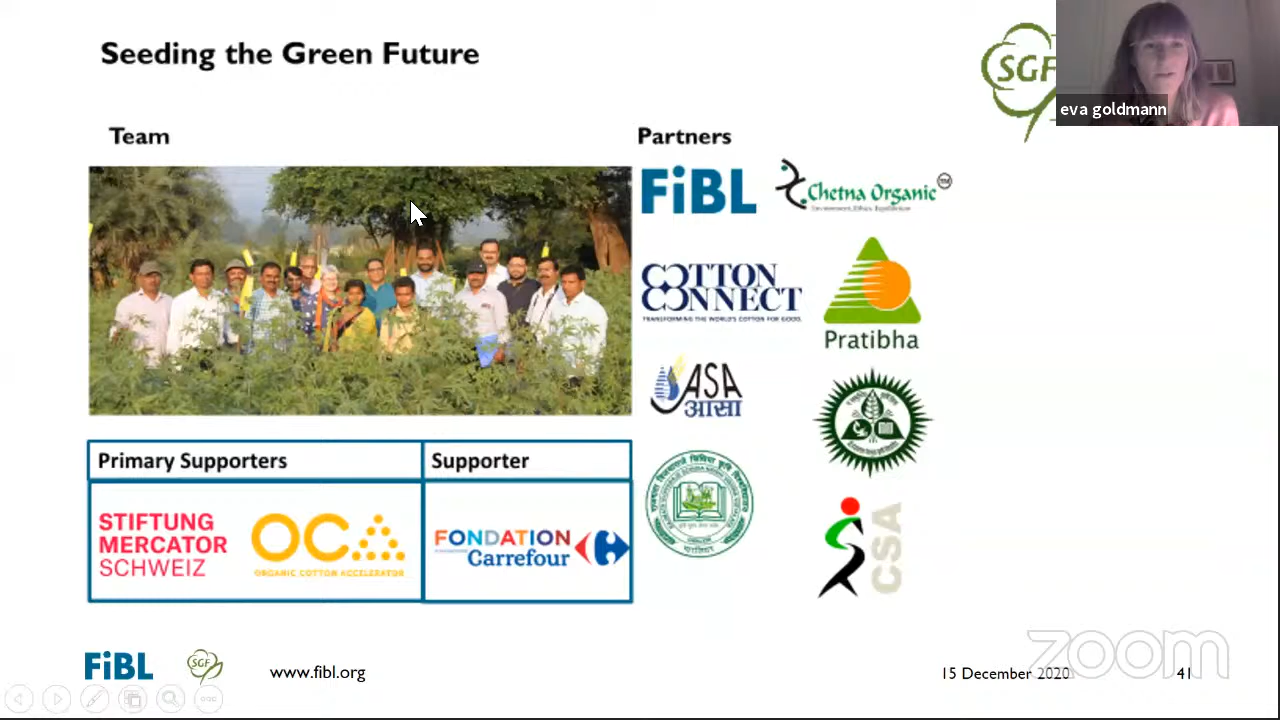 Seeding the Green Future
SGF
eva goldmann
Team
Partners
FiBL
Chetna Organic
TM
COTTON
CONNECT
TRANSFORMING THE WORLD'S COTTON FOR GOOD.
Pratibha
ASA
आसा
CSA
Primary Supporters
Supporter
STIFTUNG
MERCATOR
SCHWEIZ
OCA
ORGANIC COTTON ACCELERATOR
FONDATION
Carrefour
FiBL
SGF
www.fibl.org
15 December 2020
41
zoom